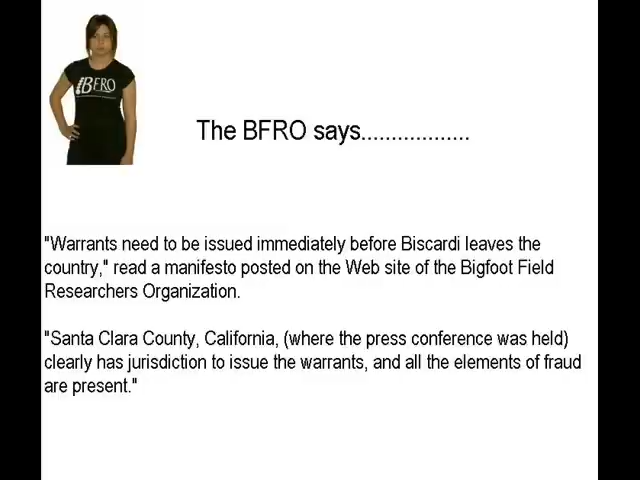 BFRO
The BFRO says..................
"Warrants need to be issued immediately before Biscardi leaves the
country," read a manifesto posted on the Web site of the Bigfoot Field
Researchers Organization.
"Santa Clara County, California, (where the press conference was held)
clearly has jurisdiction to issue the warrants, and all the elements of fraud
are present."